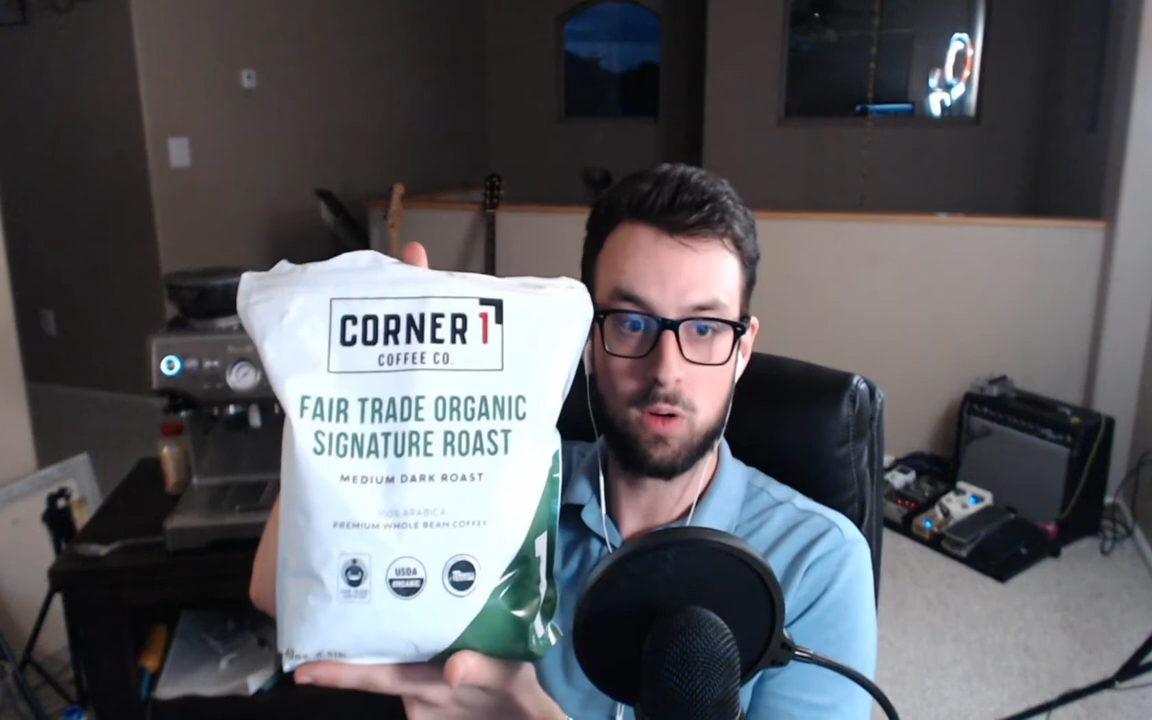 CORNER 1
COFFEE CO.
FAIR TRADE ORGANIC
SIGNATURE ROAST
MEDIUM DARK ROAST
100% ARABICA
PREMIUM WHOLE BEAN COFFEE
USDA
ORGANIC